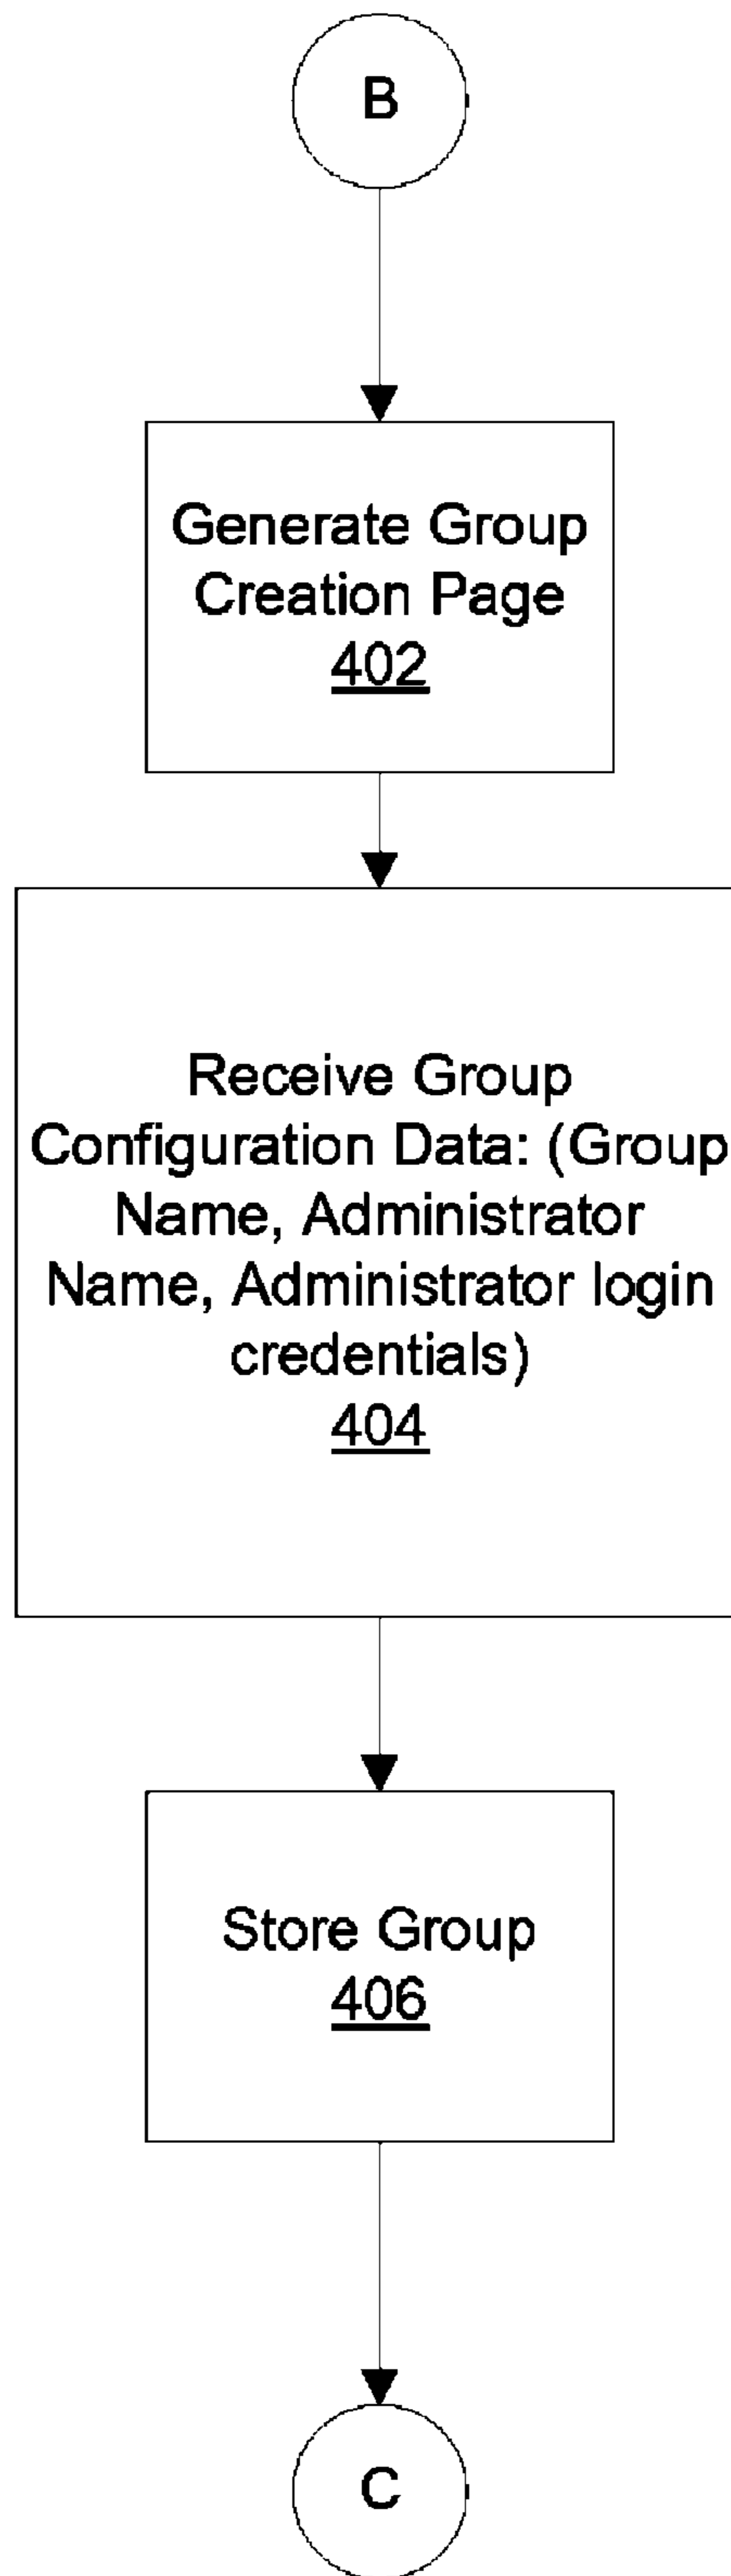 B
Generate Group
Creation Page
402
Receive Group
Configuration Data: (Group
Name, Administrator
Name, Administrator login
credentials)
404
Store Group
406
C